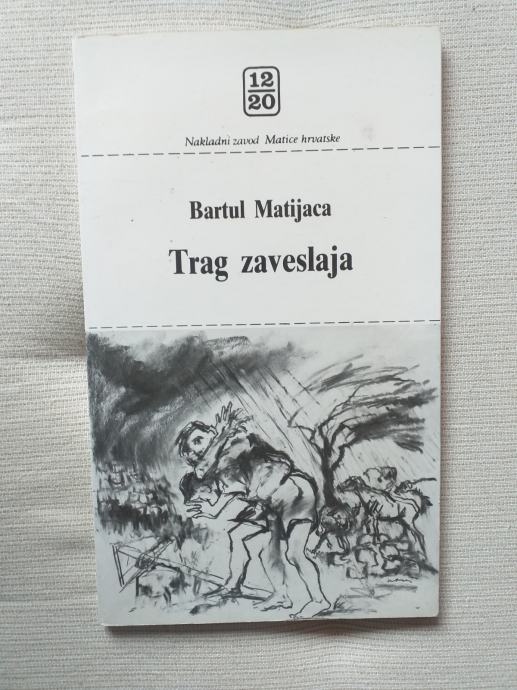 12
20
Nakladni zavod Matice hrvatske
Bartul Matijaca
Trag zaveslaja